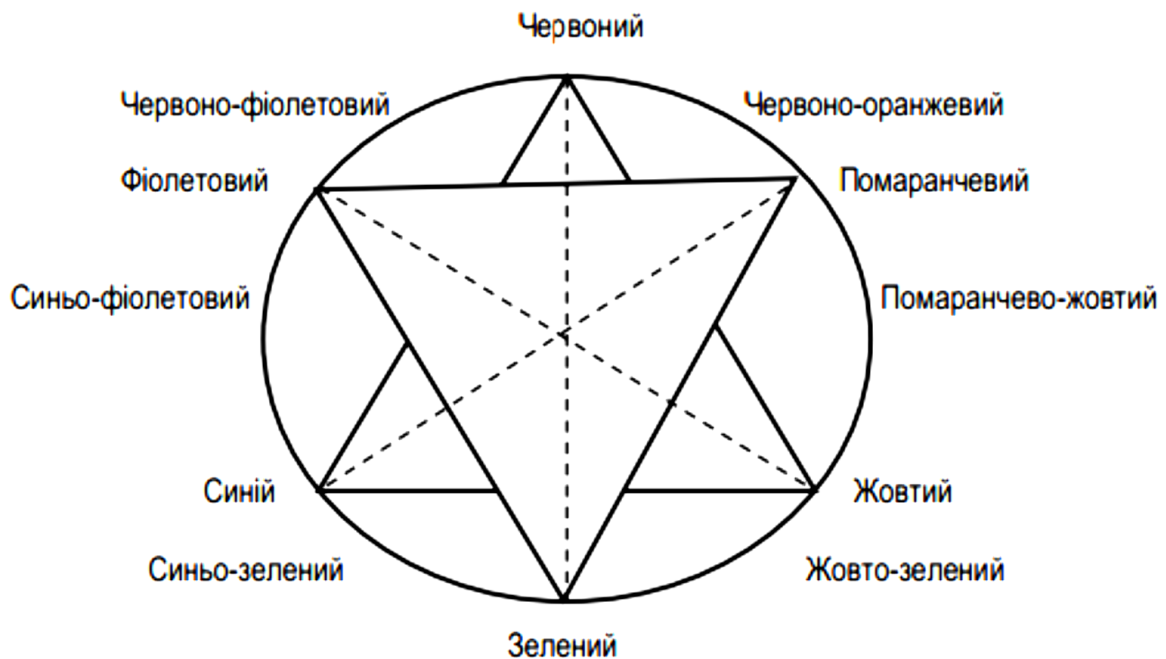 Червоний
Червоно-фіолетовий
Червоно-оранжевий
Фіолетовий
Помаранчевий
Синьо-фіолетовий
Помаранчево-жовтий
Синій
Жовтий
Синьо-зелений
Жовто-зелений
Зелений